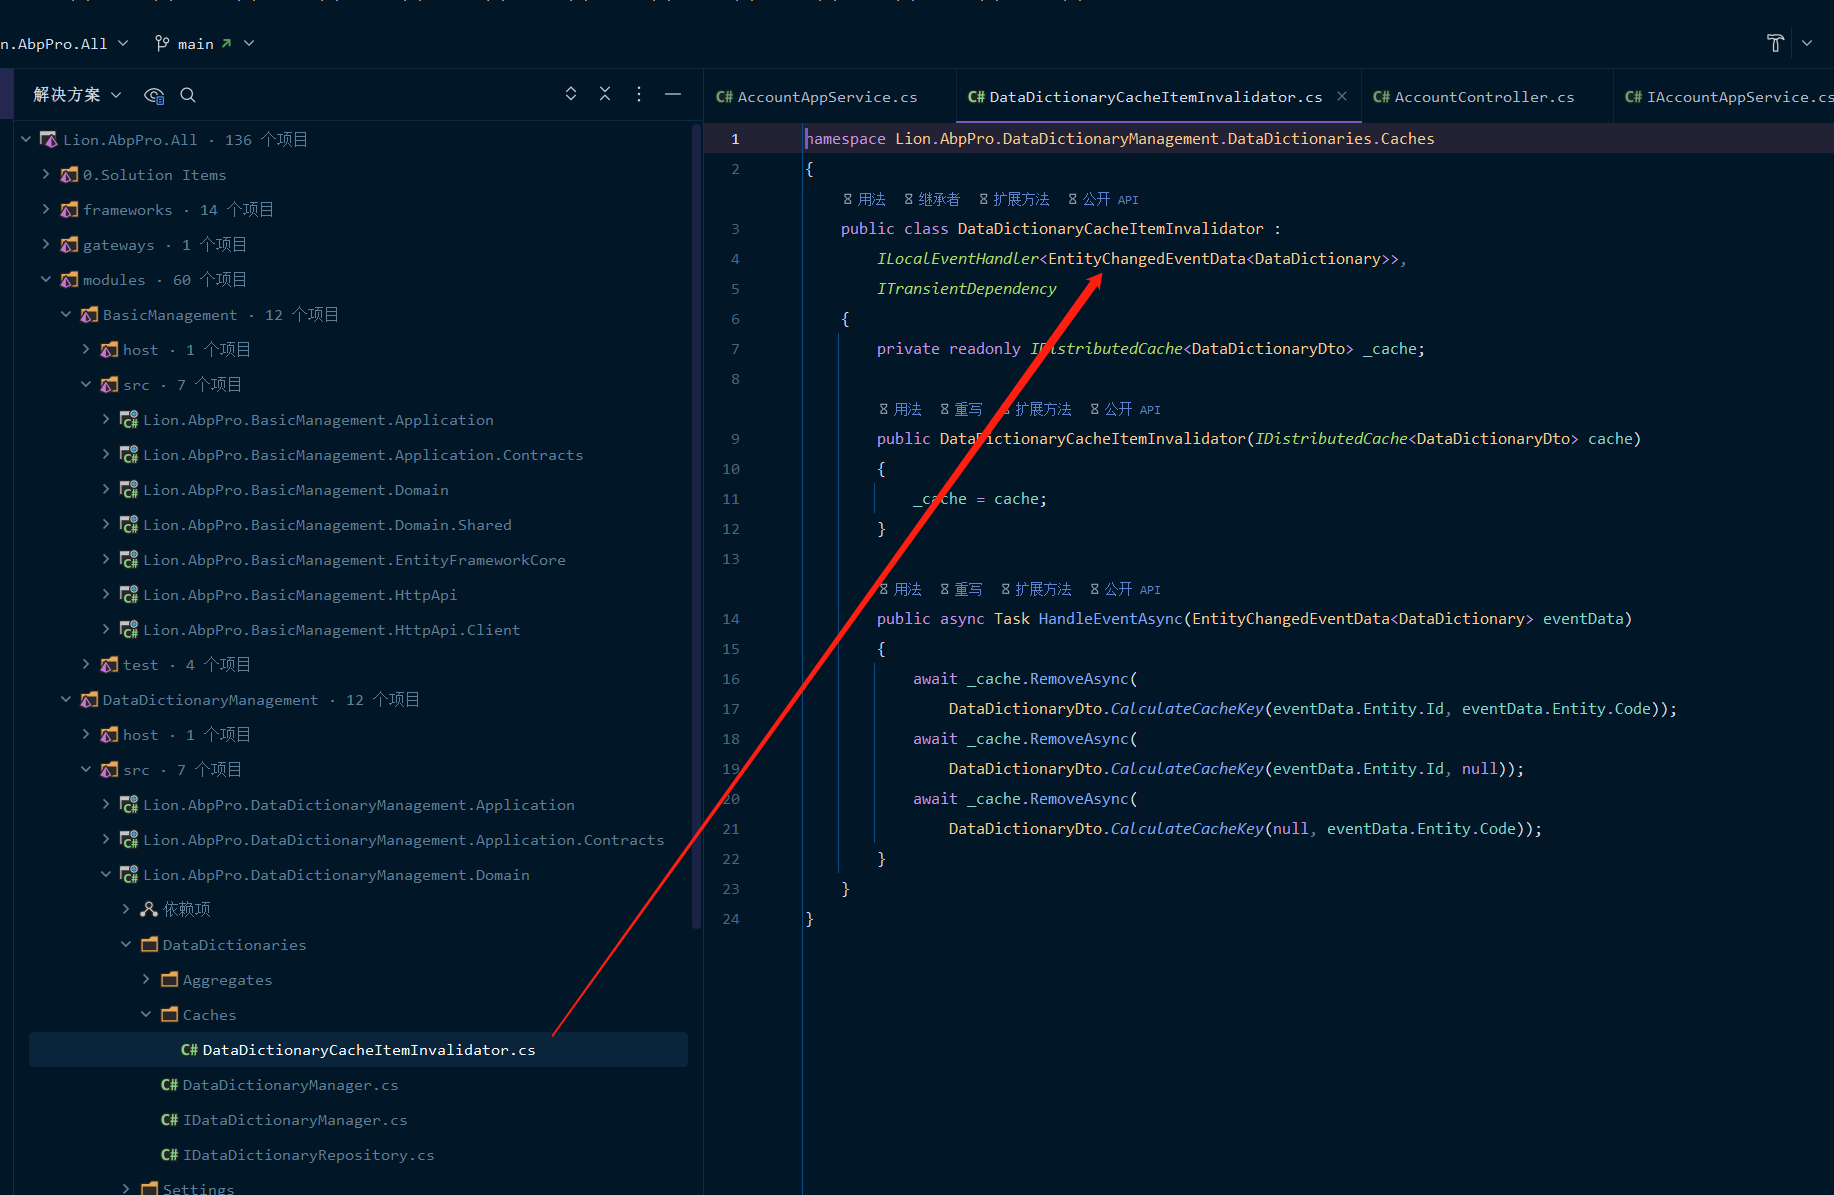 n.AbpPro.All main
解决方案
Lion.AbpPro.All · 136 个项目
0.Solution Items
frameworks · 14 个项目
gateways · 1 个项目
modules · 60 个项目
BasicManagement · 12 个项目
host · 1 个项目
src · 7 个项目
Lion.AbpPro.BasicManagement.Application
Lion.AbpPro.BasicManagement.Application.Contracts
Lion.AbpPro.BasicManagement.Domain
Lion.AbpPro.BasicManagement.Domain.Shared
Lion.AbpPro.BasicManagement.EntityFrameworkCore
Lion.AbpPro.BasicManagement.HttpApi
Lion.AbpPro.BasicManagement.HttpApi.Client
test · 4 个项目
DataDictionaryManagement · 12 个项目
host · 1 个项目
src · 7 个项目
Lion.AbpPro.DataDictionaryManagement.Application
Lion.AbpPro.DataDictionaryManagement.Application.Contracts
Lion.AbpPro.DataDictionaryManagement.Domain
依赖项
DataDictionaries
Aggregates
Caches
C# DataDictionaryCacheItemInvalidator.cs
C# DataDictionaryManager.cs
C# IDataDictionaryManager.cs
C# IDataDictionaryRepository.cs
Settings
C# AccountAppService.cs C# DataDictionaryCacheItemInvalidator.cs C# AccountController.cs C# IAccountAppService.cs
1 namespace Lion.AbpPro.DataDictionaryManagement.DataDictionaries.Caches
2 {
用法 继承者 扩展方法 公开 API
3 public class DataDictionaryCacheItemInvalidator :
4 ILocalEventHandler<EntityChangedEventData<DataDictionary>>,
5 ITransientDependency
6 {
7 private readonly IDistributedCache<DataDictionaryDto> _cache;
8
用法 重写 扩展方法 公开 API
9 public DataDictionaryCacheItemInvalidator(IDistributedCache<DataDictionaryDto> cache)
10 {
11 _cache = cache;
12 }
13
用法 重写 扩展方法 公开 API
14 public async Task HandleEventAsync(EntityChangedEventData<DataDictionary> eventData)
15 {
16 await _cache.RemoveAsync(
17 DataDictionaryDto.CalculateCacheKey(eventData.Entity.Id, eventData.Entity.Code));
18 await _cache.RemoveAsync(
19 DataDictionaryDto.CalculateCacheKey(eventData.Entity.Id, null));
20 await _cache.RemoveAsync(
21 DataDictionaryDto.CalculateCacheKey(null, eventData.Entity.Code));
22 }
23 }
24 }